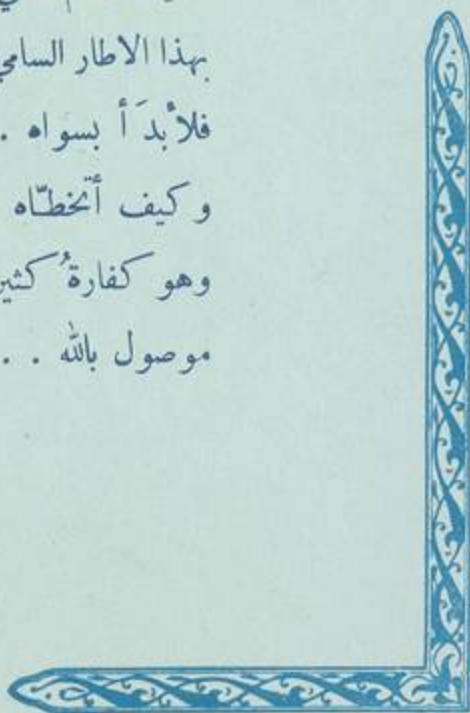 بهذا الاطار السامي
فلأبدَأ بسواه .
وكيف أتخطّاه
وهو كفارةُ كثير
موصول بالله . .